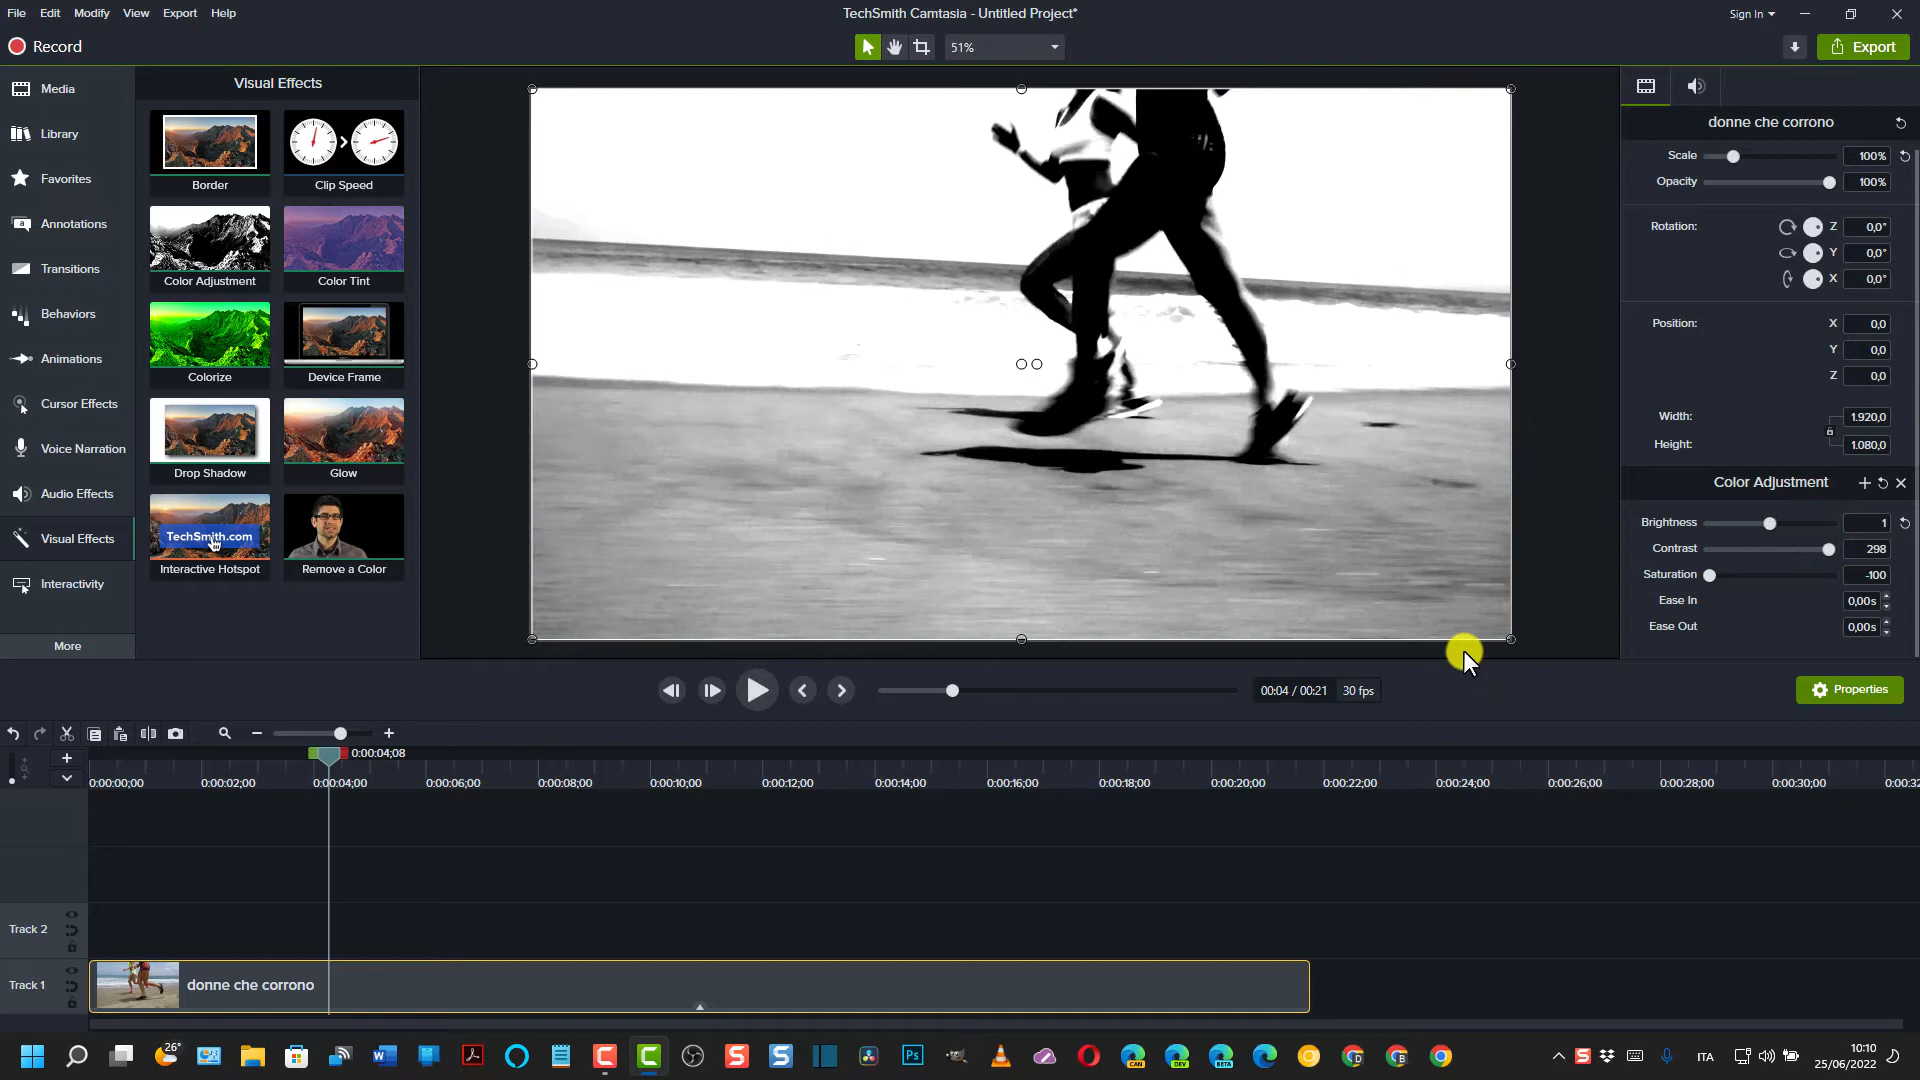 File Edit Modify View Export Help
TechSmith Camtasia - Untitled Project*
Sign In
Record
51%
Export
Media
Library
Favorites
Annotations
Transitions
Behaviors
Animations
Cursor Effects
Voice Narration
Audio Effects
Visual Effects
Interactivity
More
Visual Effects
Border
Clip Speed
Color Adjustment
Color Tint
Colorize
Device Frame
Drop Shadow
Glow
TechSmith.com
Interactive Hotspot
Remove a Color
donne che corrono
Scale 100%
Opacity 100%
Rotation: Z 0,0°
Y 0,0°
X 0,0°
Position: X 0,0
Y 0,0
Z 0,0
Width: 1.920,0
Height: 1.080,0
Color Adjustment
Brightness 1
Contrast 298
Saturation -100
Ease In 0,00s
Ease Out 0,00s
00:04 / 00:21 30 fps
Properties
0:00:04;08
0:00:00;00 0:00:02;00 0:00:04;00 0:00:06;00 0:00:08;00 0:00:10;00 0:00:12;00 0:00:14;00 0:00:16;00 0:00:18;00 0:00:20;00 0:00:22;00 0:00:24;00 0:00:26;00 0:00:28;00 0:00:30;00 0:00:32
Track 2
Track 1
donne che corrono
26°
W
Ps
CAN
DEV
BETA
D
B
ITA
10:10
25/06/2022